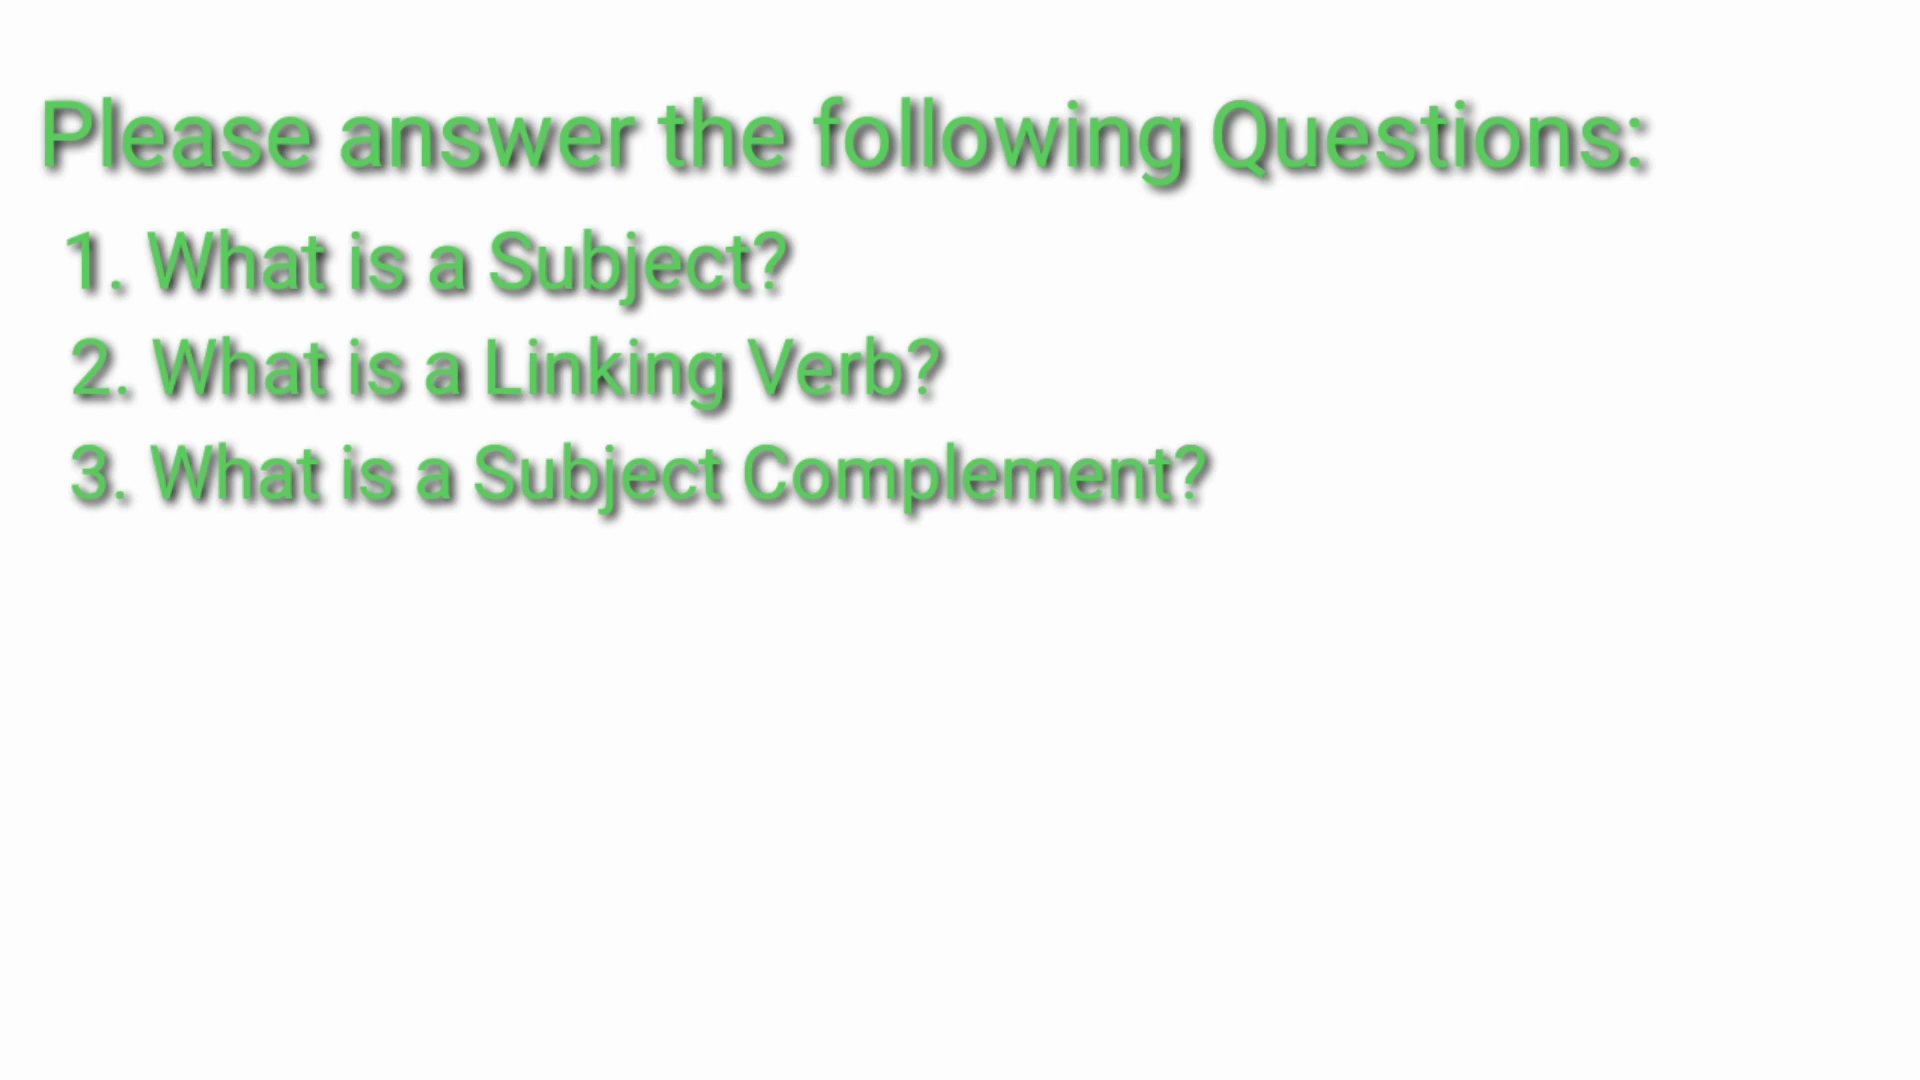 Please answer the following Questions:
1. What is a Subject?
2. What is a Linking Verb?
3. What is a Subject Complement?